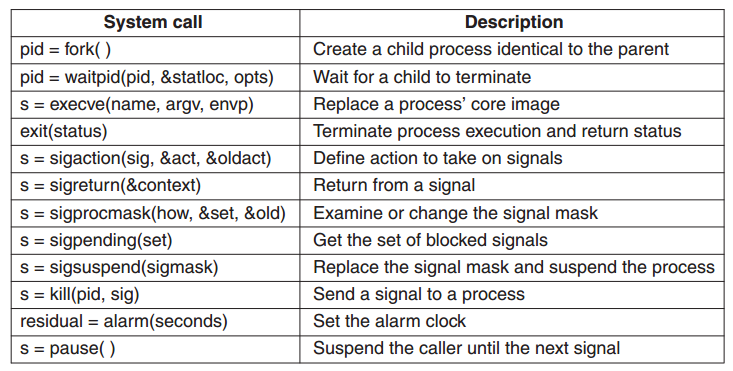 System call Description
pid = fork( ) Create a child process identical to the parent
pid = waitpid(pid, &statloc, opts) Wait for a child to terminate
s = execve(name, argv, envp) Replace a process’ core image
exit(status) Terminate process execution and return status
s = sigaction(sig, &act, &oldact) Define action to take on signals
s = sigreturn(&context) Return from a signal
s = sigprocmask(how, &set, &old) Examine or change the signal mask
s = sigpending(set) Get the set of blocked signals
s = sigsuspend(sigmask) Replace the signal mask and suspend the process
s = kill(pid, sig) Send a signal to a process
residual = alarm(seconds) Set the alarm clock
s = pause( ) Suspend the caller until the next signal